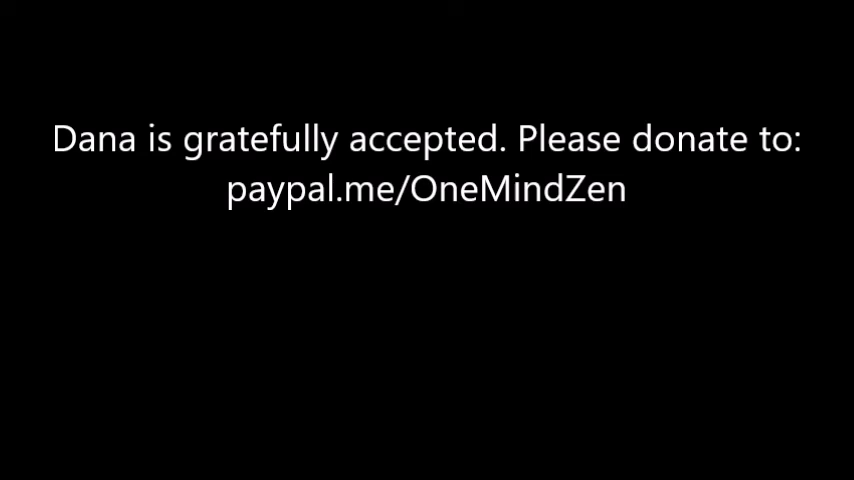 Dana is gratefully accepted. Please donate to:
paypal.me/OneMindZen